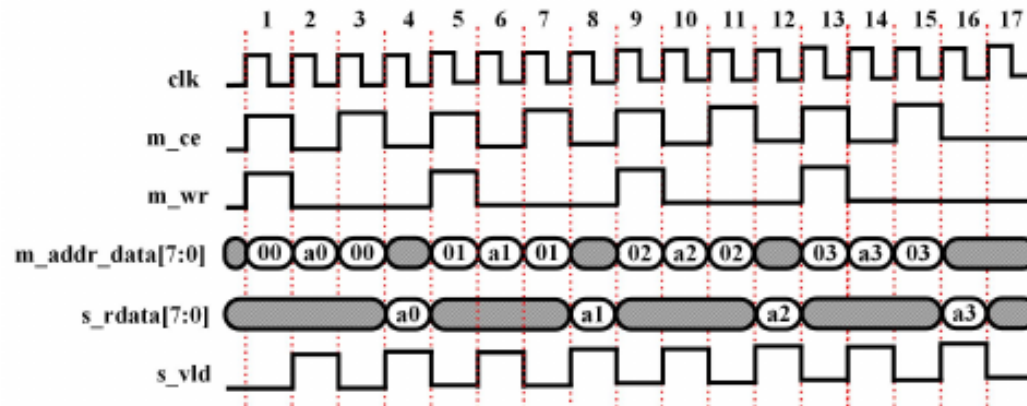 1 2 3 4 5 6 7 8 9 10 11 12 13 14 15 16 17
clk
m_ce
m_wr
m_addr_data[7:0] 00 a0 00 01 a1 01 02 a2 02 03 a3 03
s_rdata[7:0] a0 a1 a2 a3
s_vld